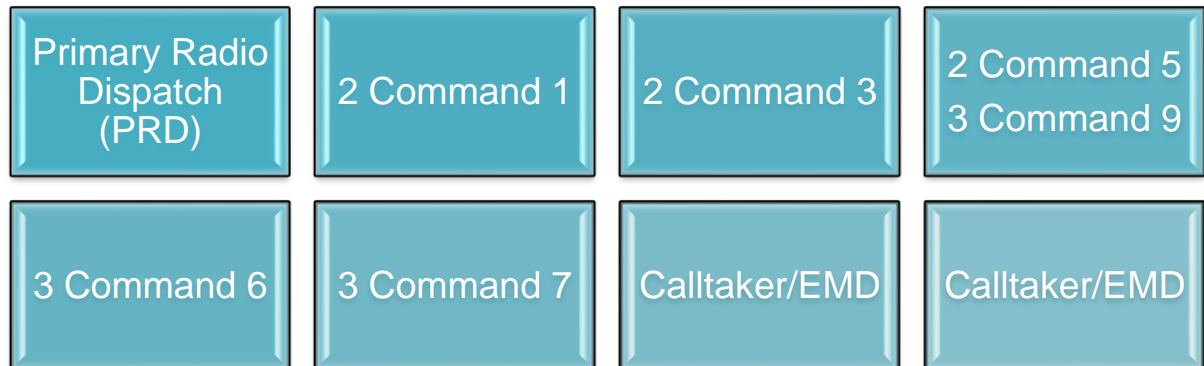 Primary Radio
Dispatch
(PRD)
2 Command 1
2 Command 3
2 Command 5
3 Command 9
3 Command 6
3 Command 7
Calltaker/EMD
Calltaker/EMD